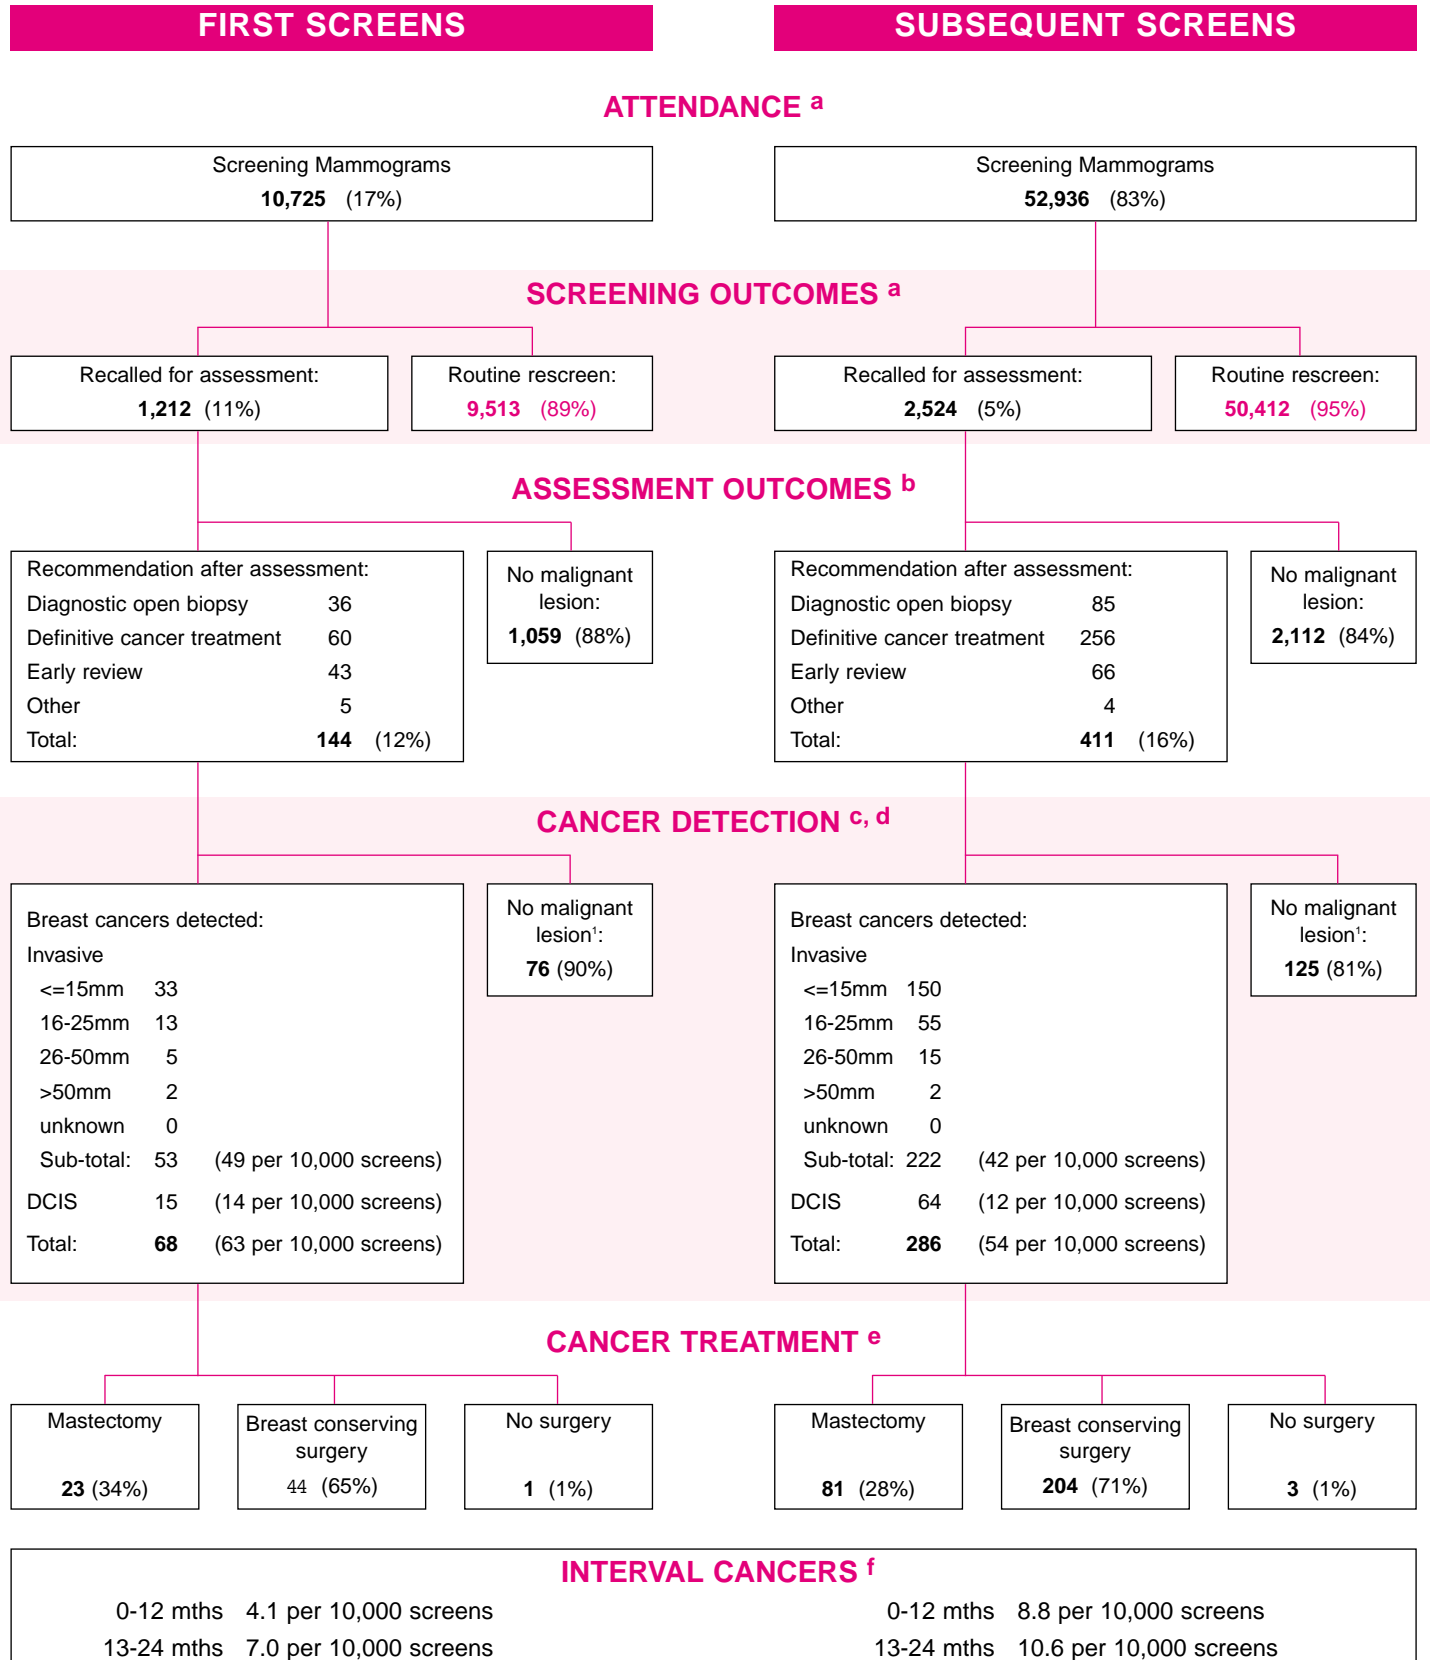 FIRST SCREENS
SUBSEQUENT SCREENS
ATTENDANCE a
Screening Mammograms
10,725 (17%)
Screening Mammograms
52,936 (83%)
SCREENING OUTCOMES a
Recalled for assessment:
1,212 (11%)
Routine rescreen:
9,513 (89%)
Recalled for assessment:
2,524 (5%)
Routine rescreen:
50,412 (95%)
ASSESSMENT OUTCOMES b
Recommendation after assessment:
Diagnostic open biopsy 36
Definitive cancer treatment 60
Early review 43
Other 5
Total: 144 (12%)
No malignant
lesion:
1,059 (88%)
Recommendation after assessment:
Diagnostic open biopsy 85
Definitive cancer treatment 256
Early review 66
Other 4
Total: 411 (16%)
No malignant
lesion:
2,112 (84%)
CANCER DETECTION c, d
Breast cancers detected:
Invasive
<=15mm 33
16-25mm 13
26-50mm 5
>50mm 2
unknown 0
Sub-total: 53 (49 per 10,000 screens)
DCIS 15 (14 per 10,000 screens)
Total: 68 (63 per 10,000 screens)
No malignant
lesion¹:
76 (90%)
Breast cancers detected:
Invasive
<=15mm 150
16-25mm 55
26-50mm 15
>50mm 2
unknown 0
Sub-total: 222 (42 per 10,000 screens)
DCIS 64 (12 per 10,000 screens)
Total: 286 (54 per 10,000 screens)
No malignant
lesion¹:
125 (81%)
CANCER TREATMENT e
Mastectomy
23 (34%)
Breast conserving
surgery
44 (65%)
No surgery
1 (1%)
Mastectomy
81 (28%)
Breast conserving
surgery
204 (71%)
No surgery
3 (1%)
INTERVAL CANCERS f
0-12 mths 4.1 per 10,000 screens
13-24 mths 7.0 per 10,000 screens
0-12 mths 8.8 per 10,000 screens
13-24 mths 10.6 per 10,000 screens